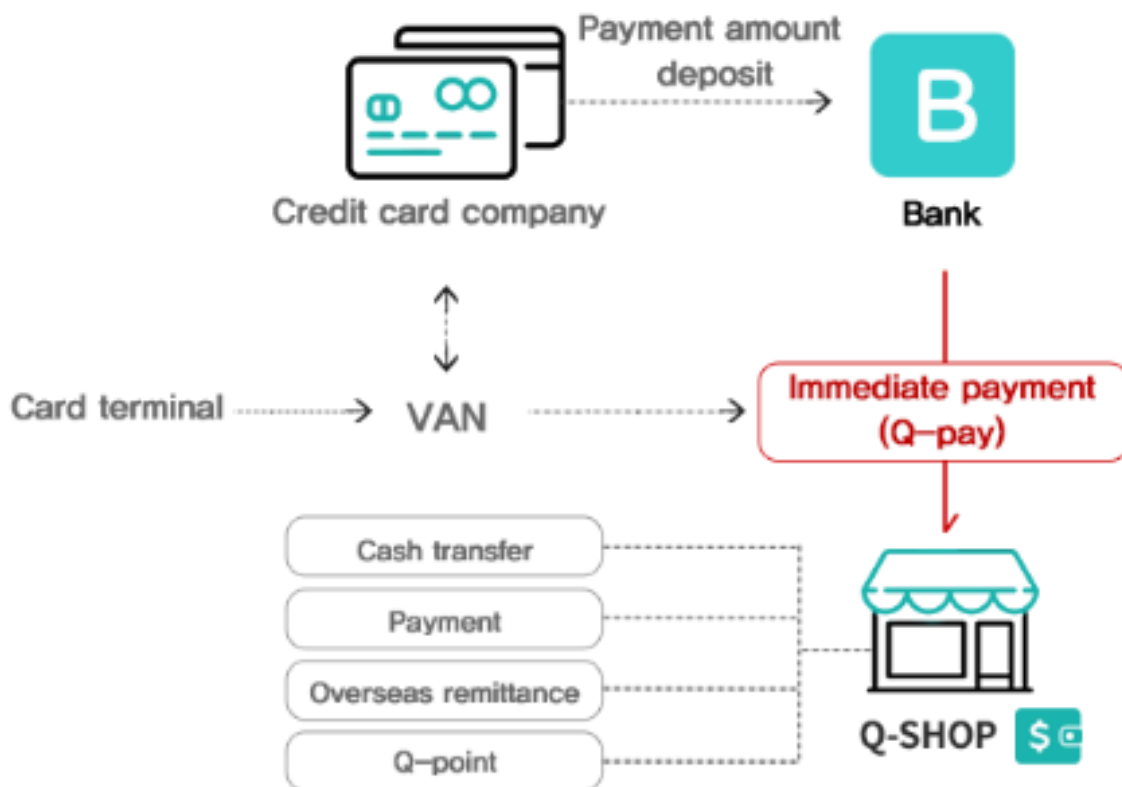 Payment amount
deposit
B
Credit card company
Bank
Card terminal
VAN
Immediate payment
(Q-pay)
Cash transfer
Payment
Overseas remittance
Q-point
Q-SHOP
$